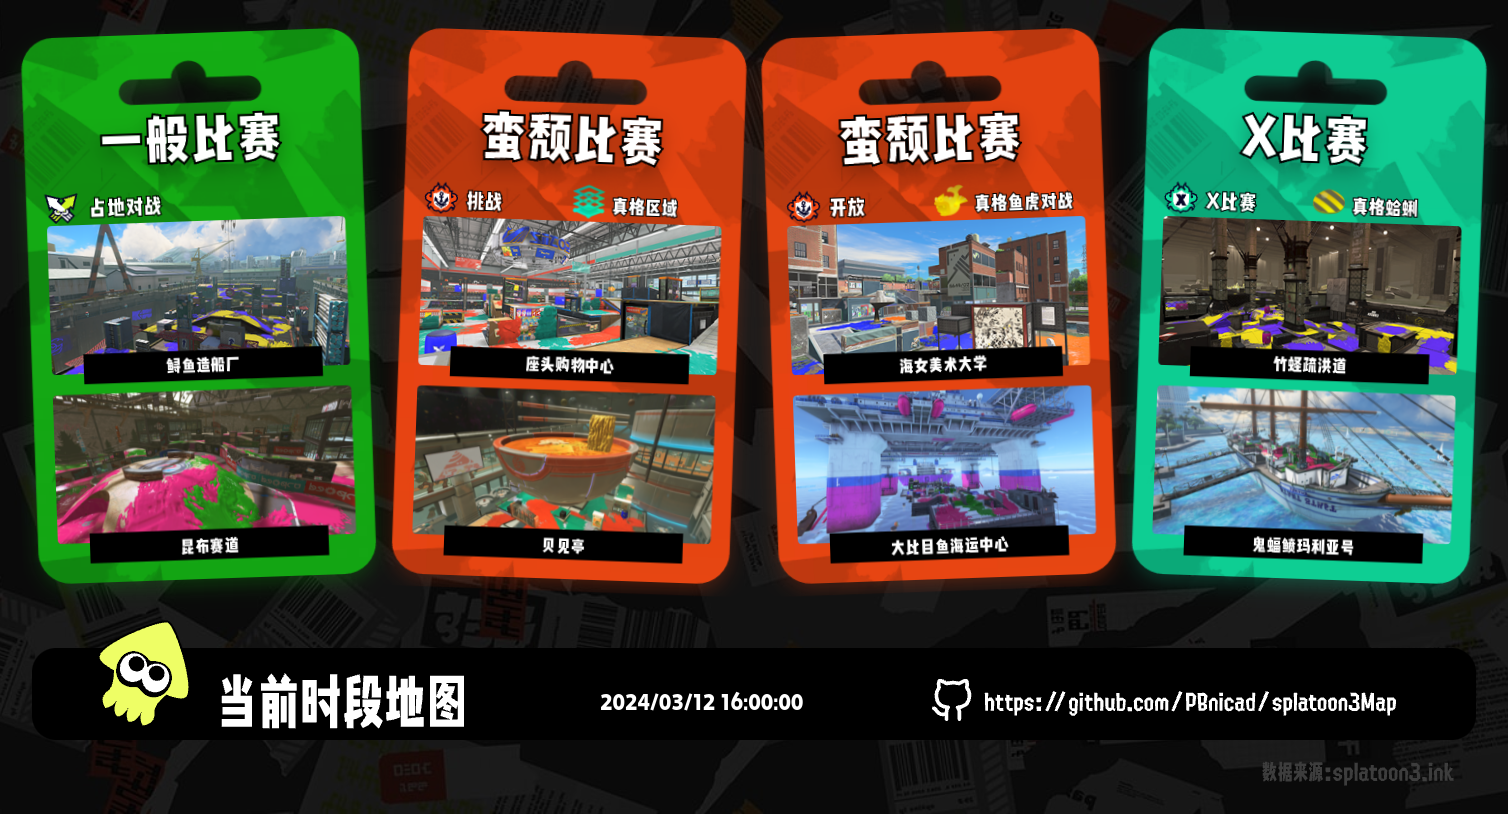 一般比赛
占地对战
鲟鱼造船厂
昆布赛道
蛮颓比赛
挑战
真格区域
座头购物中心
贝见亭
蛮颓比赛
开放
真格鱼虎对战
海女美术大学
大比目鱼海运中心
X比赛
X比赛
真格蛤蜊
竹蛏疏洪道
鬼蝠鲼玛利亚号
当前时段地图
2024/03/12 16:00:00
https://github.com/PBnicad/splatoon3Map
数据来源:splatoon3.ink